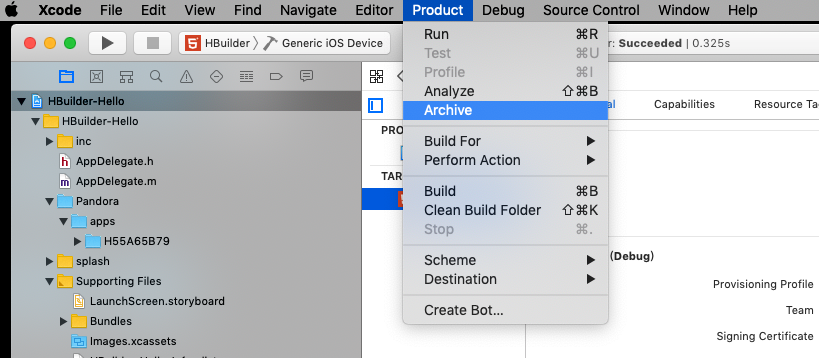 Xcode File Edit View Find Navigate Editor Product Debug Source Control Window Help
HBuilder Generic iOS Device
Succeeded | 0.325s
HBuilder-Hello
HBuilder-Hello
inc
AppDelegate.h
AppDelegate.m
Pandora
apps
H55A65B79
splash
Supporting Files
LaunchScreen.storyboard
Bundles
Images.xcassets
PRO
TAR
Run ⌘R
Test ⌘U
Profile ⌘I
Analyze ⇧⌘B
Archive
Build For
Perform Action
Build ⌘B
Clean Build Folder ⇧⌘K
Stop ⌘.
Scheme
Destination
Create Bot...
Capabilities
Resource Ta
(Debug)
Provisioning Profile
Team
Signing Certificate